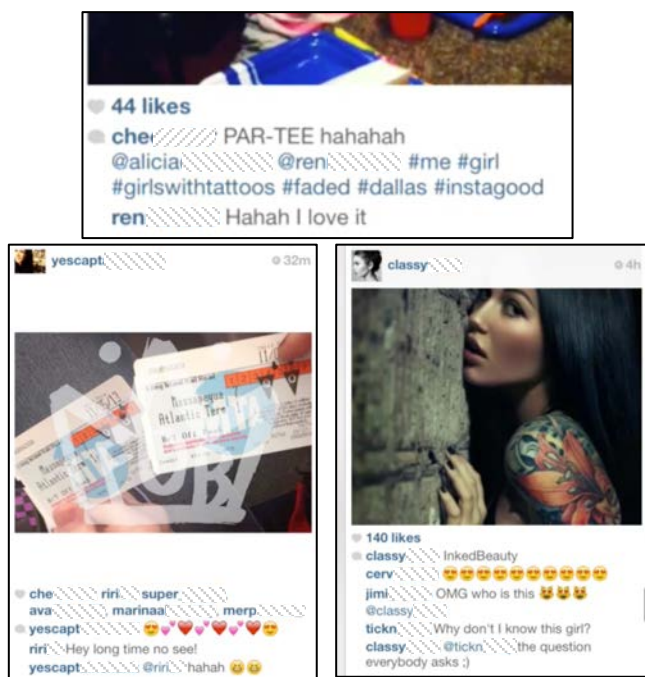 44 likes
che PAR-TEE hahahah
@alicia @ren #me #girl
#girlswithtattoos #faded #dallas #instagood
ren Hahah I love it
yescapt 32m
Atlantic Term
Massapequa
che riri super
ava marinaa merp
yescapt 😍💕❤️💕❤️💕❤️😍
riri Hey long time no see!
yescapt @riri hahah 😄😄
classy 4h
140 likes
classy InkedBeauty
cerv 😍😍😍😍😍😍😍😍😍😍
jimi OMG who is this 😻😻😻
@classy
tickn Why don't I know this girl?
classy @tickn the question
everybody asks ;)